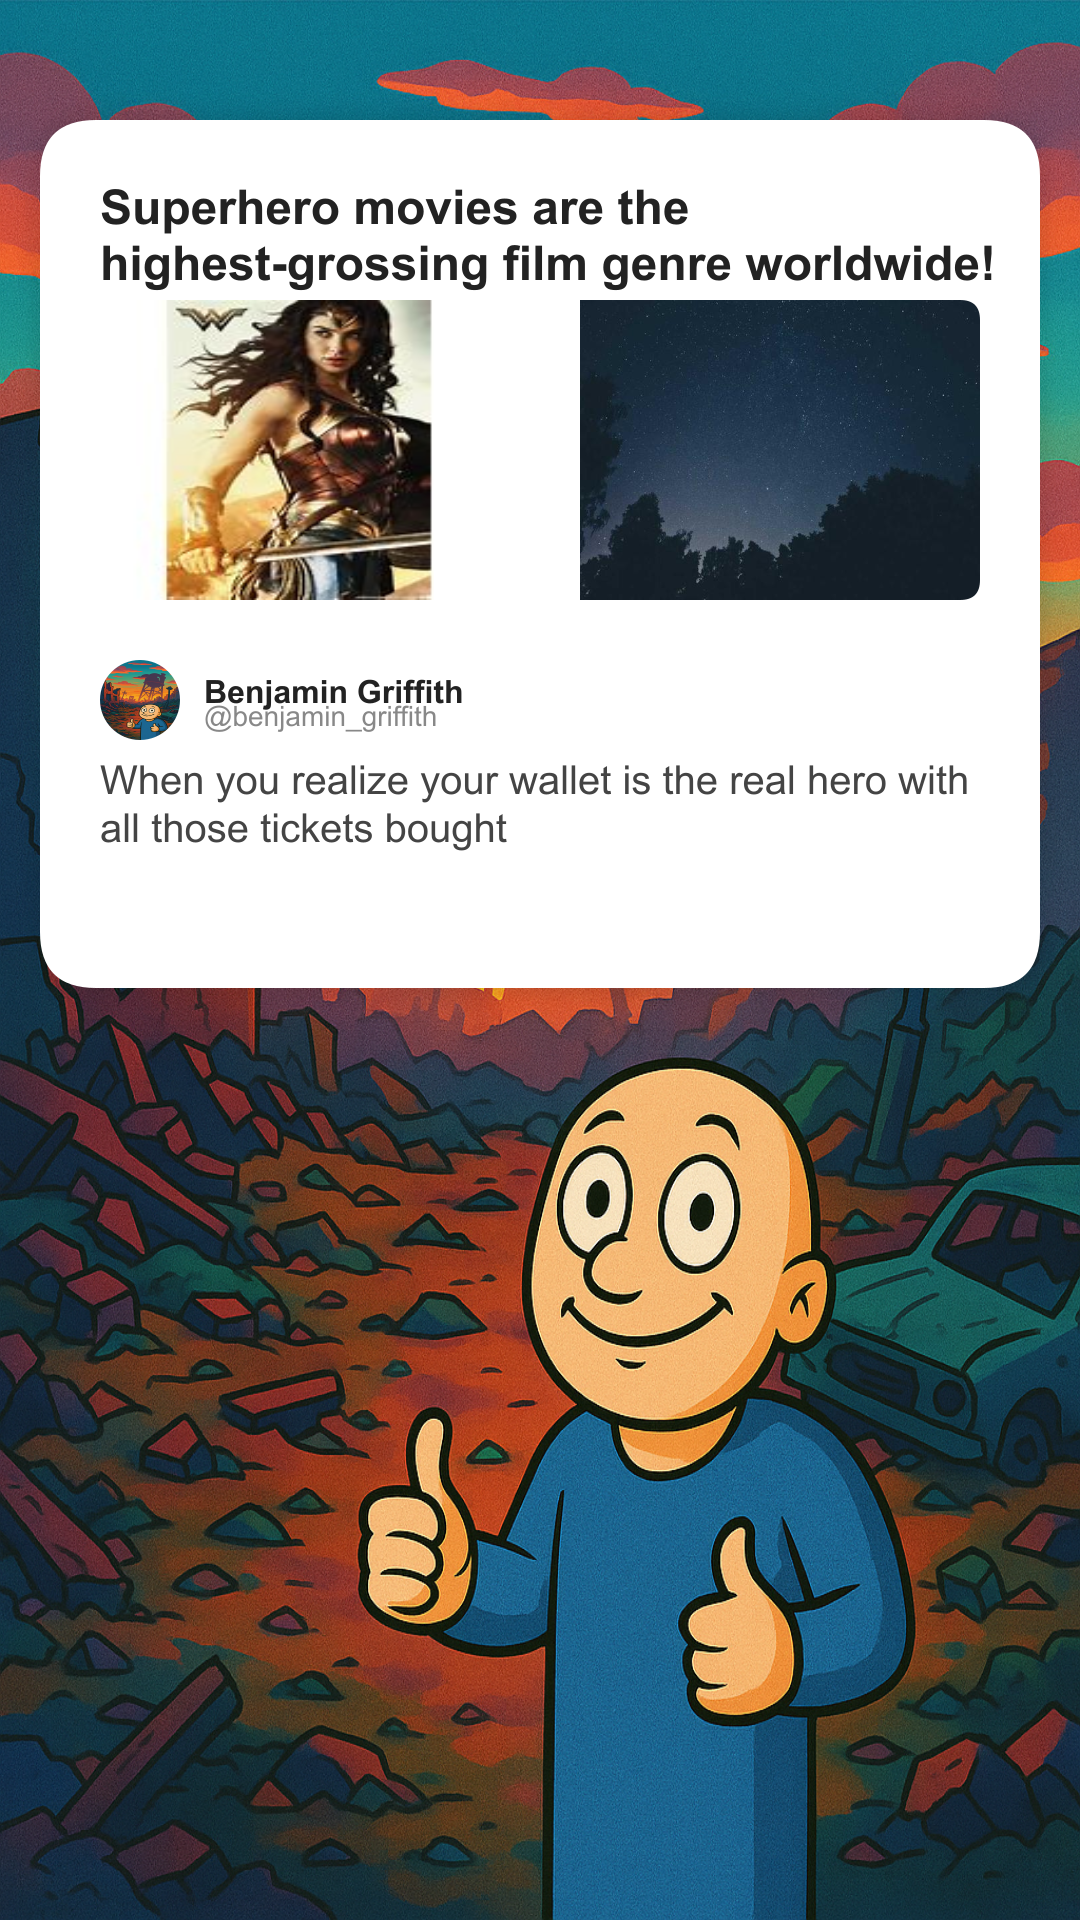 Superhero movies are the
highest-grossing film genre worldwide!
Benjamin Griffith
@benjamin_griffith
When you realize your wallet is the real hero with
all those tickets bought